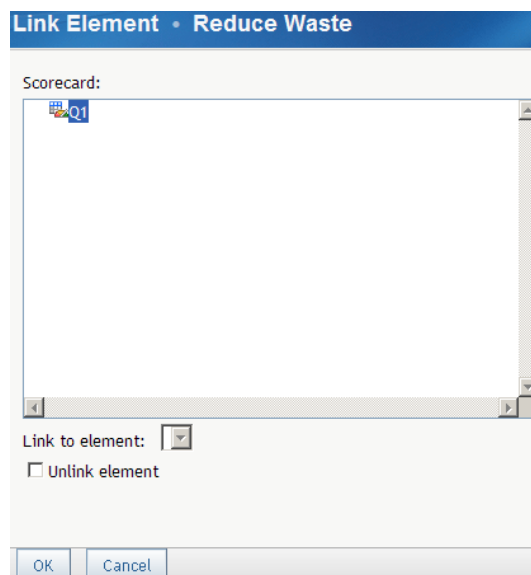 Link Element • Reduce Waste
Scorecard:
Q1
Link to element:
Unlink element
OK Cancel